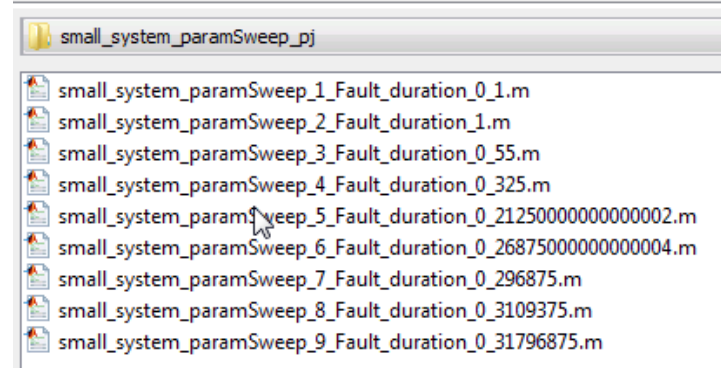 small_system_paramSweep_pj
small_system_paramSweep_1_Fault_duration_0_1.m
small_system_paramSweep_2_Fault_duration_1.m
small_system_paramSweep_3_Fault_duration_0_55.m
small_system_paramSweep_4_Fault_duration_0_325.m
small_system_paramSweep_5_Fault_duration_0_21250000000000002.m
small_system_paramSweep_6_Fault_duration_0_26875000000000004.m
small_system_paramSweep_7_Fault_duration_0_296875.m
small_system_paramSweep_8_Fault_duration_0_3109375.m
small_system_paramSweep_9_Fault_duration_0_31796875.m